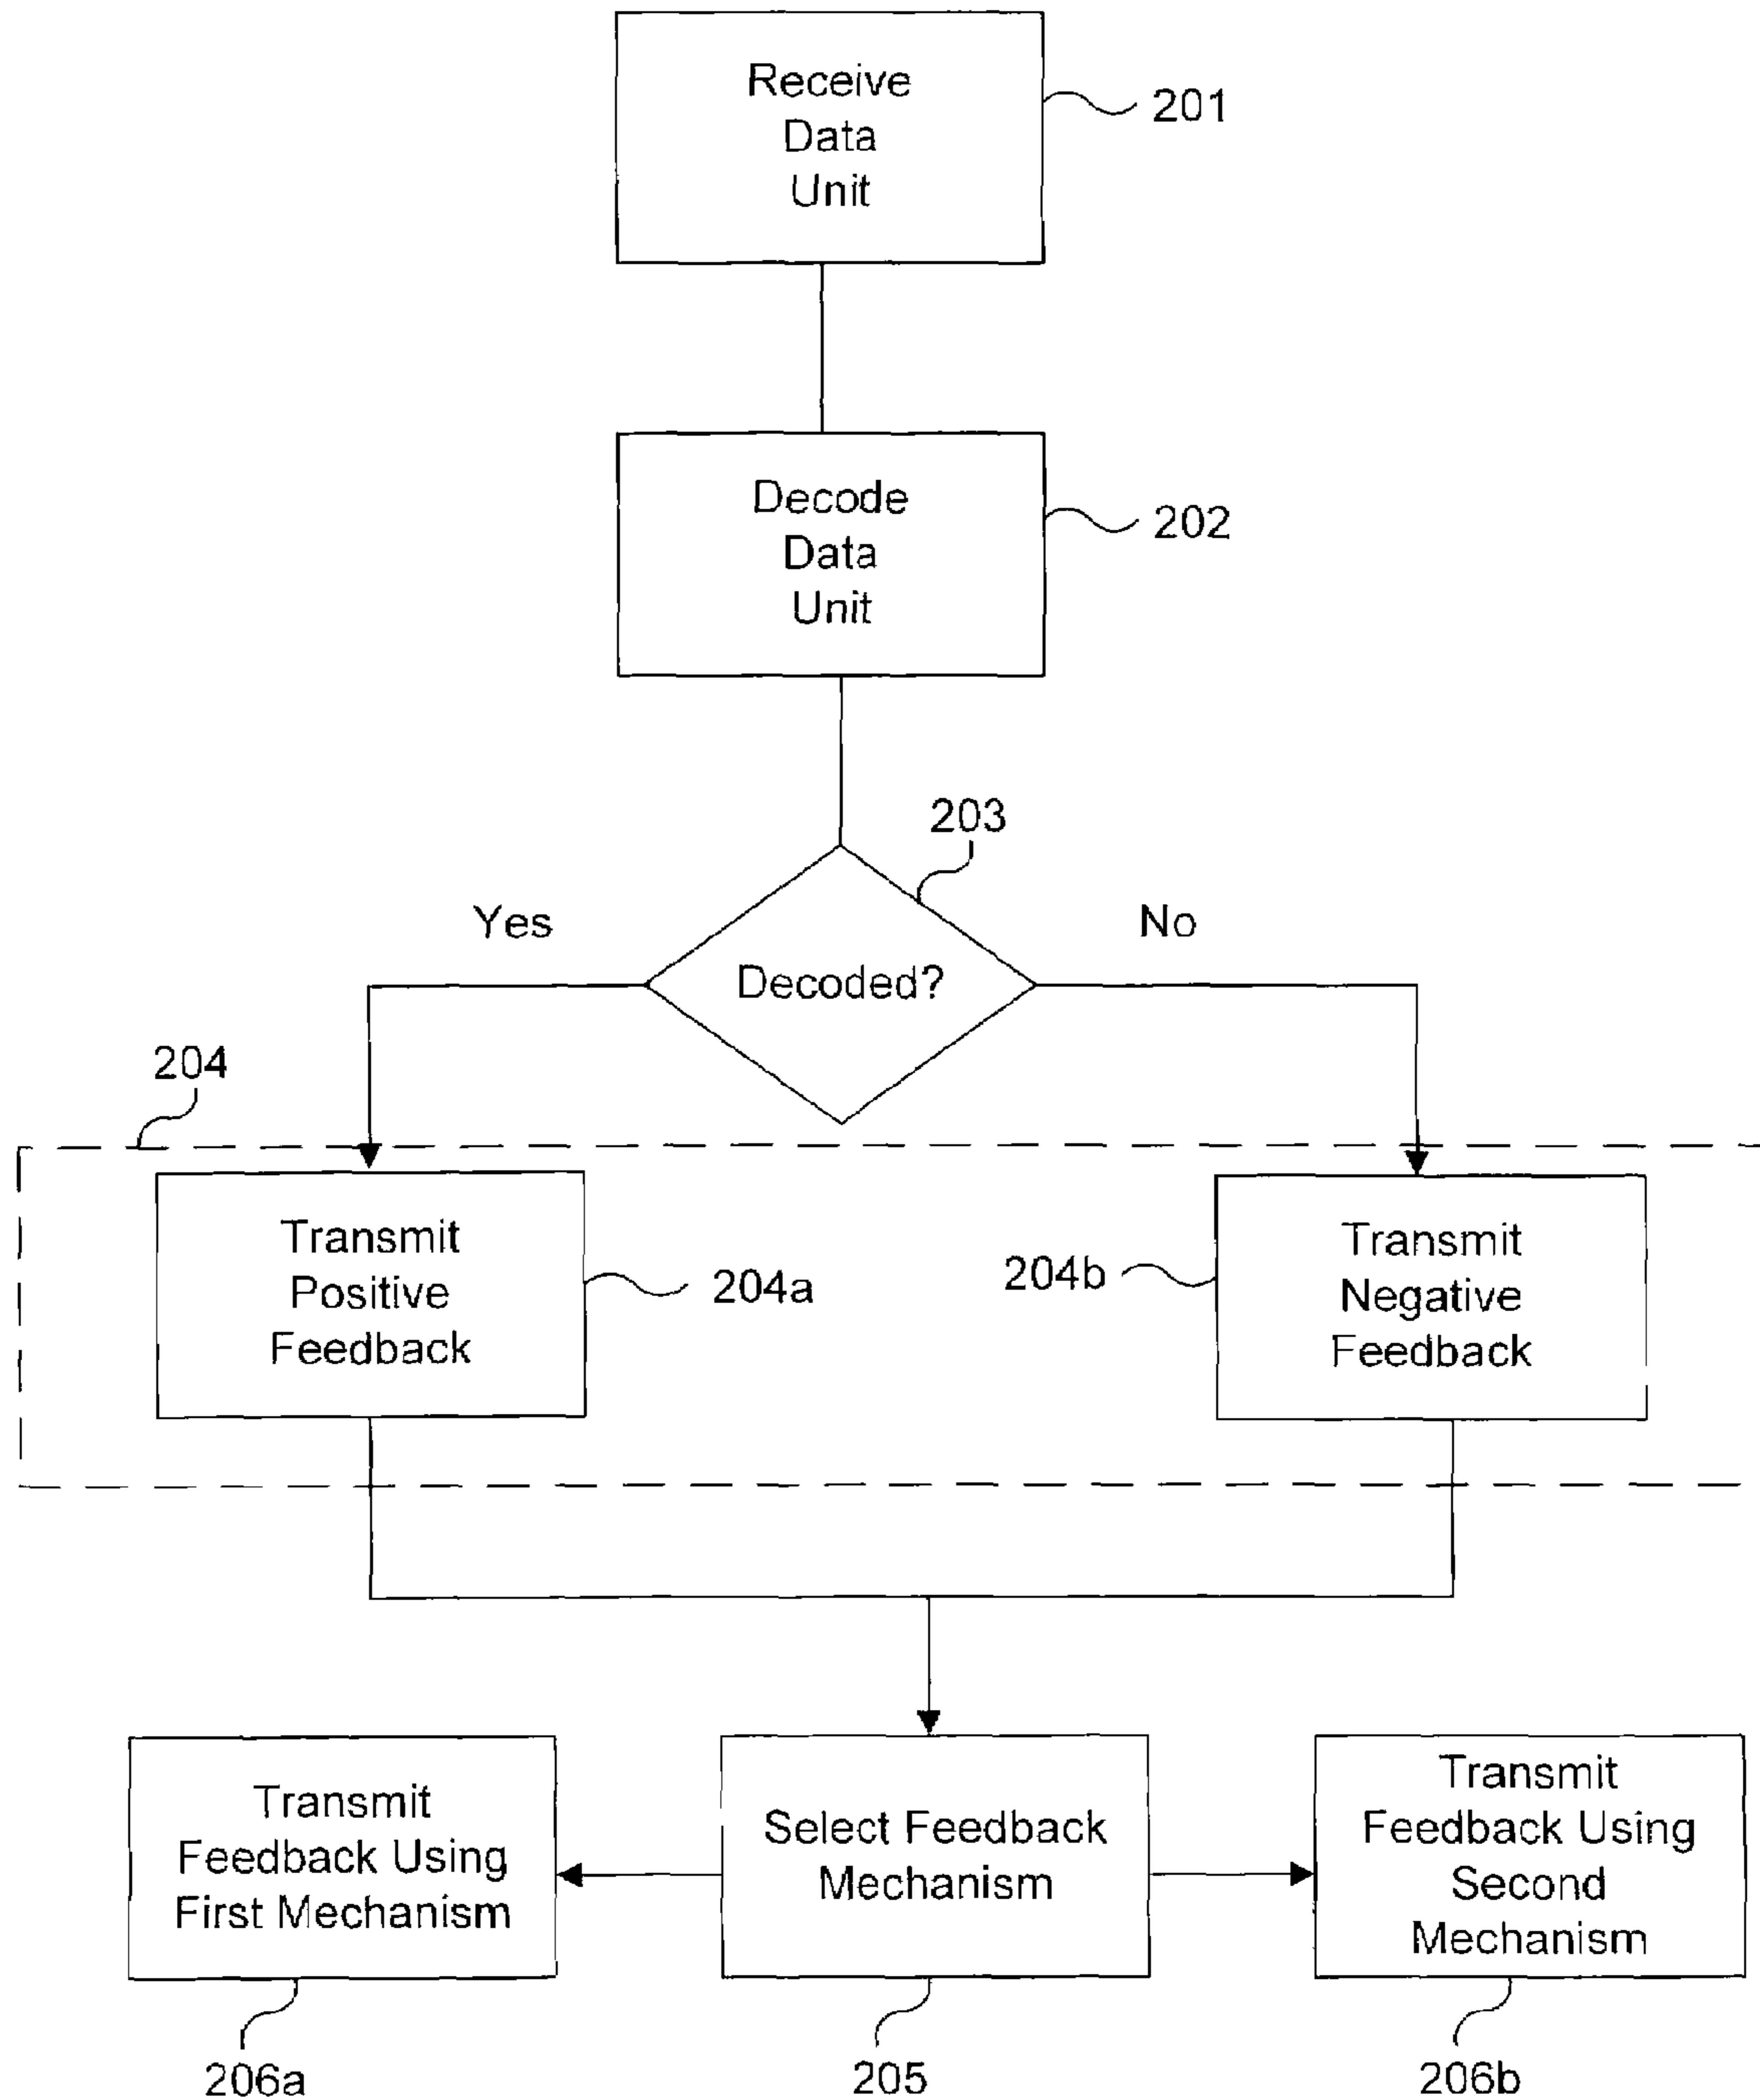 Receive
Data
Unit
201
Decode
Data
Unit
202
203
Yes
No
Decoded?
204
Transmit
Positive
Feedback
204a
204b
Transmit
Negative
Feedback
Transmit
Feedback Using
First Mechanism
Select Feedback
Mechanism
Transmit
Feedback Using
Second
Mechanism
206a
205
206b